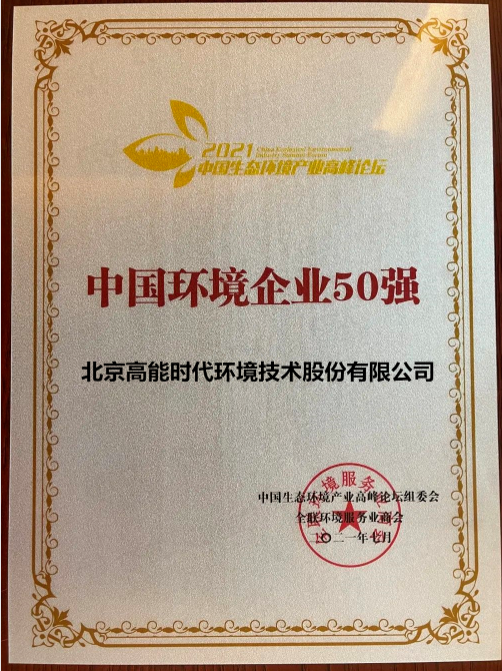 2021
China Ecological Environmental
Industry Summit Forum
中国生态环境产业高峰论坛
中国环境企业50强
北京高能时代环境技术股份有限公司
中国生态环境产业高峰论坛组委会
全联环境服务业商会
二〇二一年七月